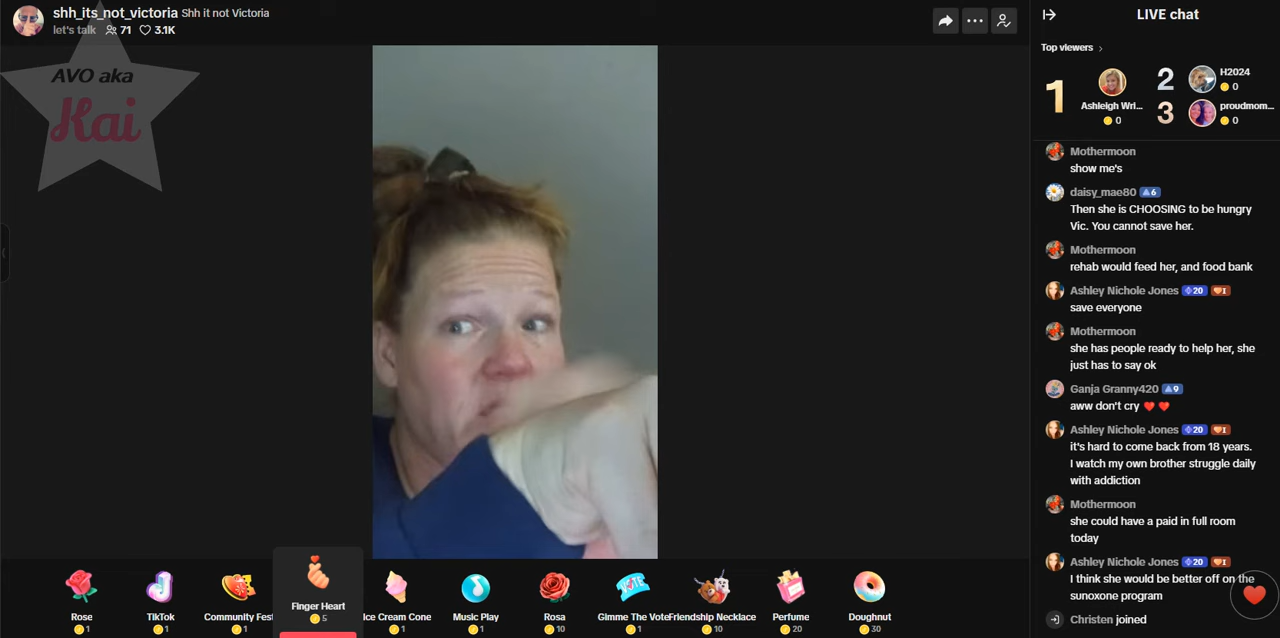 shh_its_not_victoria Shh it not Victoria
let's talk 71 3.1K
AVO aka
Kai
LIVE chat
Top viewers >
1 Ashleigh Wri... 0
2 H2024 0
3 proudmom... 0
Mothermoon
show me's
daisy_mae80 6
Then she is CHOOSING to be hungry
Vic. You cannot save her.
Mothermoon
rehab would feed her, and food bank
Ashley Nichole Jones 20 I
save everyone
Mothermoon
she has people ready to help her, she
just has to say ok
Ganja Granny420 9
aww don't cry ❤️ ❤️
Ashley Nichole Jones 20 I
it's hard to come back from 18 years.
I watch my own brother struggle daily
with addiction
Mothermoon
she could have a paid in full room
today
Ashley Nichole Jones 20 I
I think she would be better off on the
sunoxone program
Christen joined
VOTE
Rose TikTok Community Fest Finger Heart Ice Cream Cone Music Play Rosa Gimme The Vote Friendship Necklace Perfume Doughnut
1 1 1 5 1 1 10 1 10 20 30